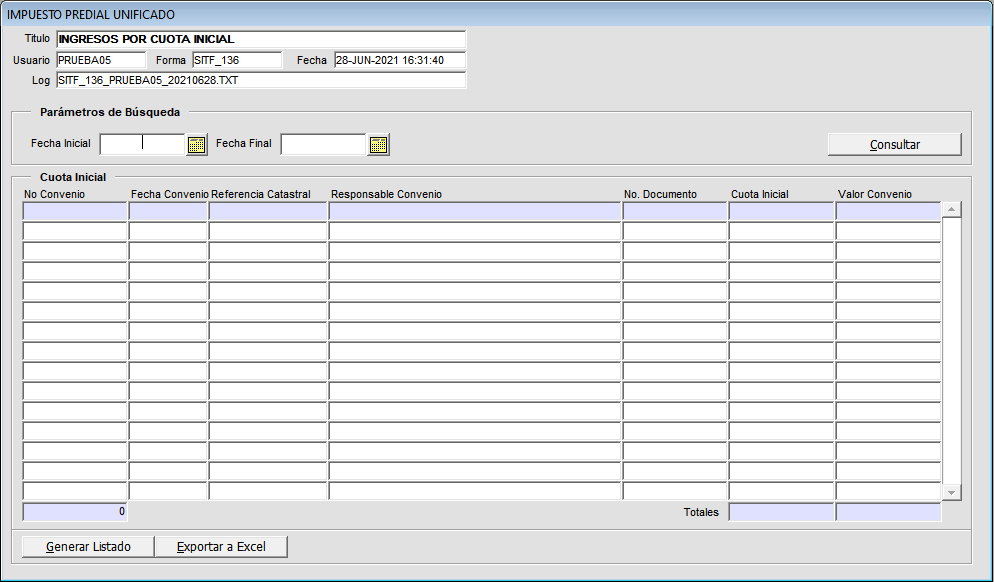 IMPUESTO PREDIAL UNIFICADO
Titulo INGRESOS POR CUOTA INICIAL
Usuario PRUEBA05 Forma SITF_136 Fecha 28-JUN-2021 16:31:40
Log SITF_136_PRUEBA05_20210628.TXT
Parámetros de Búsqueda
Fecha Inicial Fecha Final Consultar
Cuota Inicial
No Convenio Fecha Convenio Referencia Catastral Responsable Convenio No. Documento Cuota Inicial Valor Convenio
0 Totales
Generar Listado Exportar a Excel